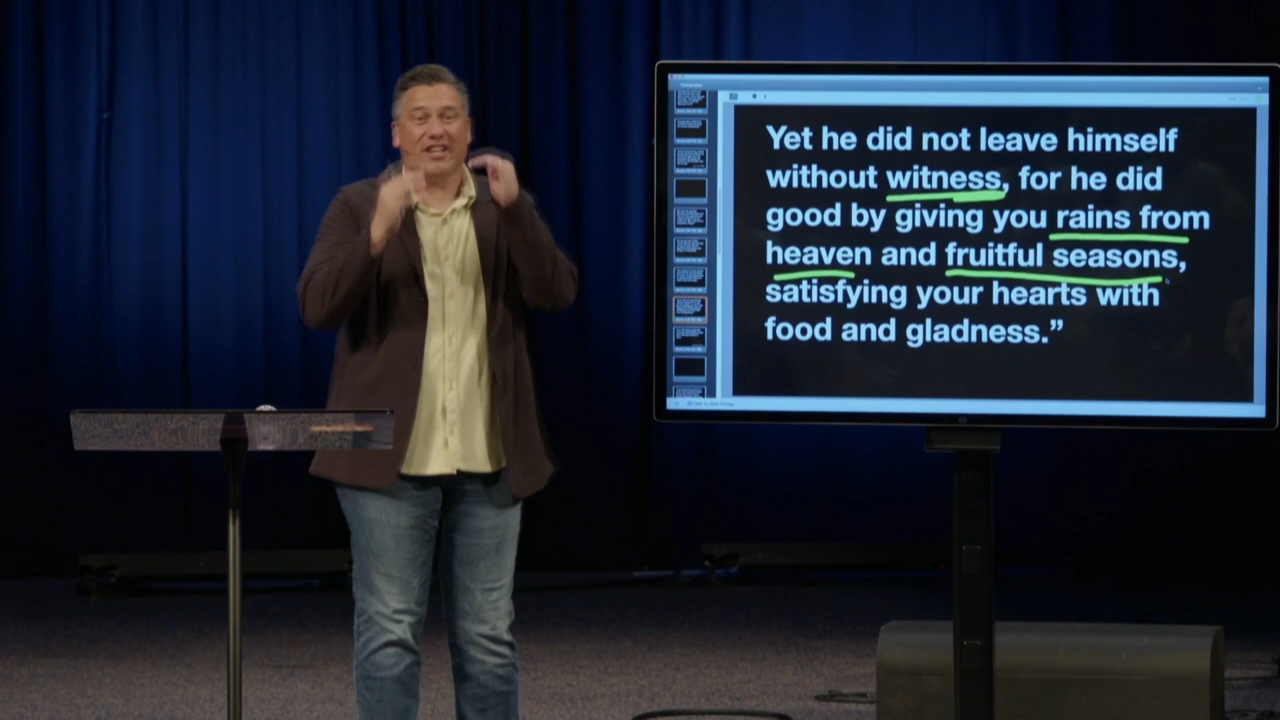 Yet he did not leave himself
without witness, for he did
good by giving you rains from
heaven and fruitful seasons,
satisfying your hearts with
food and gladness.”